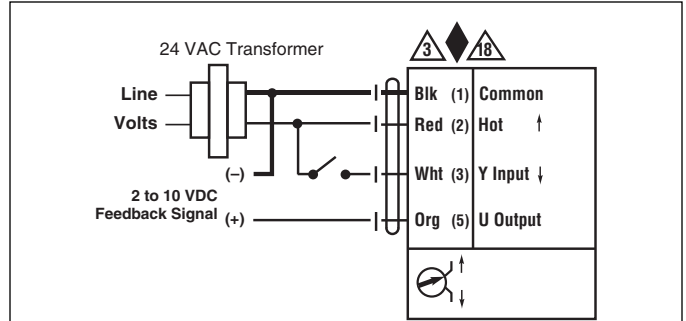 24 VAC Transformer
3 18
Line
Volts
Blk (1) Common
Red (2) Hot ↑
(–)
Wht (3) Y Input ↓
2 to 10 VDC
Feedback Signal (+)
Org (5) U Output